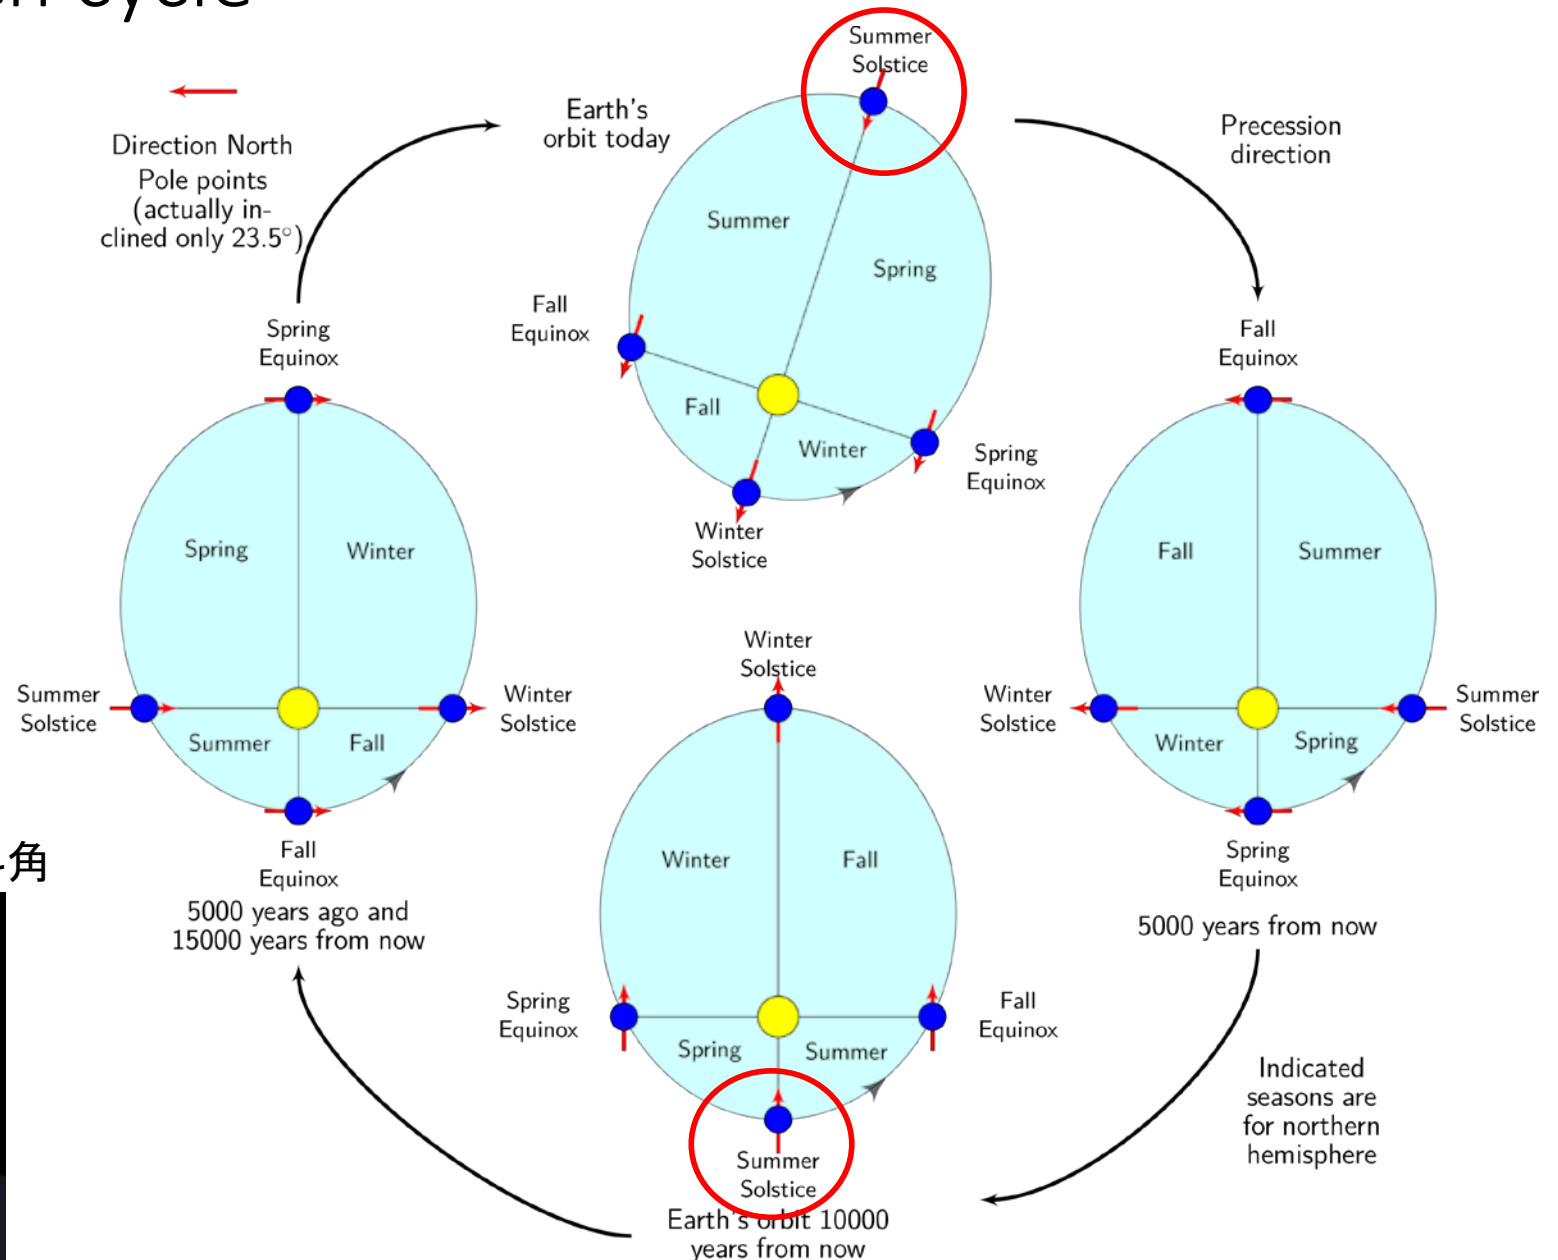 cycle
Direction North
Pole points
(actually in-
clined only 23.5°)
Earth's
orbit today
Summer
Solstice
Summer
Spring
Fall
Equinox
Fall
Winter
Spring
Equinox
Winter
Solstice
Precession
direction
Spring
Equinox
Spring
Winter
Summer
Solstice
Winter
Solstice
Summer
Fall
Fall
Equinox
5000 years ago and
15000 years from now
Fall
Equinox
Fall
Summer
Winter
Solstice
Summer
Solstice
Winter
Spring
Spring
Equinox
5000 years from now
Winter
Solstice
Winter
Fall
Spring
Equinox
Fall
Equinox
Spring
Summer
Summer
Solstice
Earth's orbit 10000
years from now
Indicated
seasons are
for northern
hemisphere
角